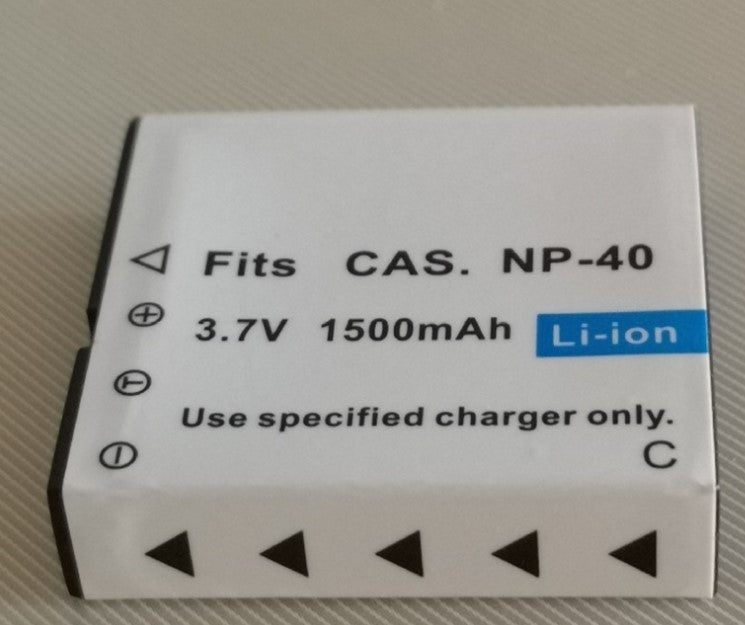 Fits CAS. NP-40
3.7V 1500mAh Li-ion
T
Use specified charger only.
C